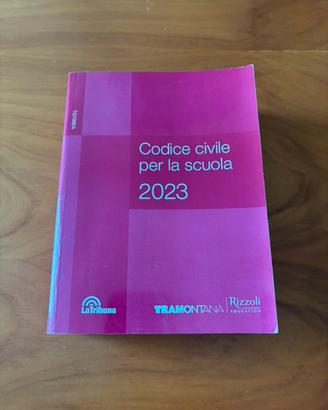 Codice civile
per la scuola
2023
LaTribuna
TRAMONTANA
Rizzoli
EDUCATION